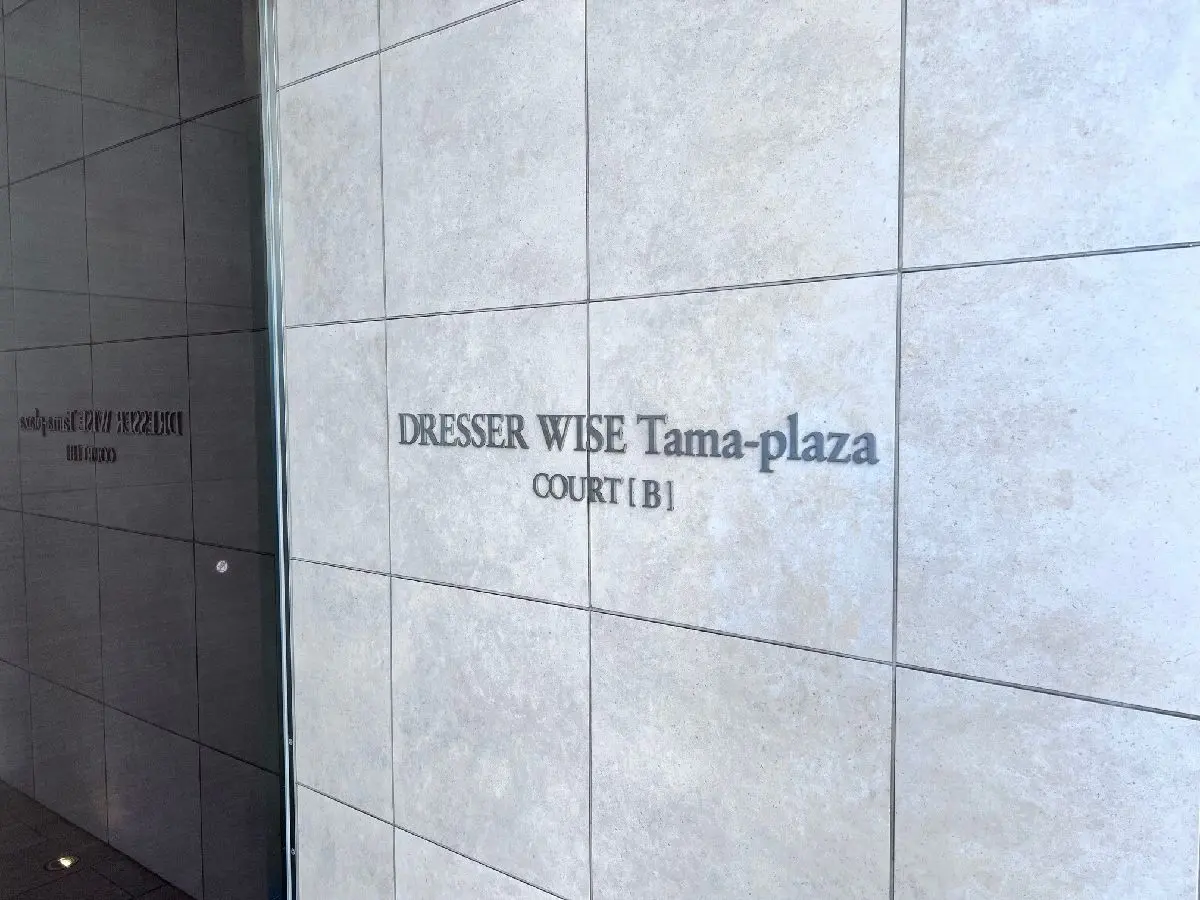 DRESSER WISE Tama-plaza
COURT [ B ]